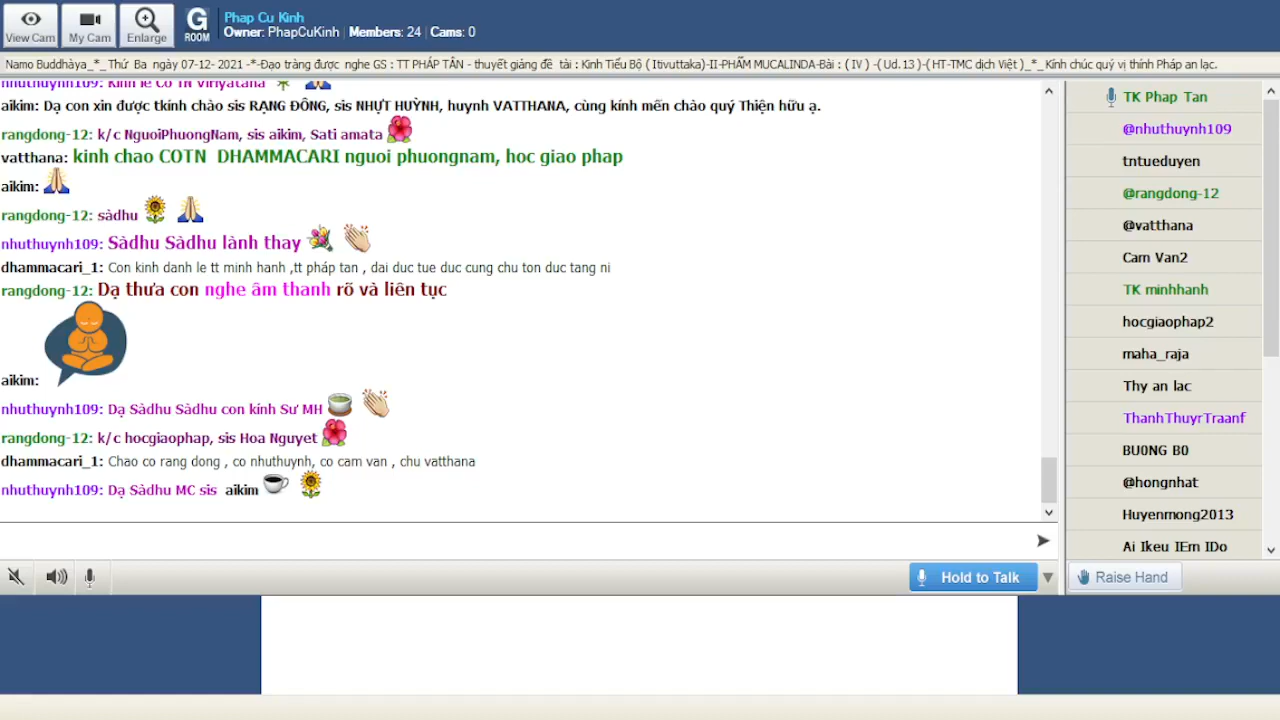 View Cam
My Cam
Enlarge
G
ROOM
Phap Cu Kinh
Owner: PhapCuKinh | Members: 24 | Cams: 0
Namo Buddhàya_*_Thứ Ba ngày 07-12- 2021 -*-Đạo tràng được nghe GS : TT PHÁP TÂN - thuyết giảng đề tài : Kinh Tiểu Bộ ( Itivuttaka)-II-PHẨM MUCALINDA-Bài : ( IV ) -( Ud. 13 )-( HT-TMC dịch Việt )_*_Kính chúc quý vị thính Pháp an lạc.
nhuthuynh109: Kính lễ Cô TN Viriyatana
aikim: Dạ con xin được tkính chào sis RẠNG ĐÔNG, sis NHỰT HUỲNH, huynh VATTHANA, cùng kính mến chào quý Thiện hữu ạ.
rangdong-12: k/c NguoiPhuongNam, sis aikim, Sati amata
vatthana: kinh chao COTN DHAMMACARI nguoi phuongnam, hoc giao phap
aikim:
rangdong-12: sàdhu
nhuthuynh109: Sàdhu Sàdhu lành thay
dhammacari_1: Con kinh danh le tt minh hanh ,tt pháp tan , dai duc tue duc cung chu ton duc tang ni
rangdong-12: Dạ thưa con nghe âm thanh rõ và liên tục
aikim:
nhuthuynh109: Dạ Sàdhu Sàdhu con kính Sư MH
rangdong-12: k/c hocgiaophap, sis Hoa Nguyet
dhammacari_1: Chao co rang dong , co nhuthuynh, co cam van , chu vatthana
nhuthuynh109: Dạ Sàdhu MC sis aikim
Hold to Talk
TK Phap Tan
@nhuthuynh109
tntueduyen
@rangdong-12
@vatthana
Cam Van2
TK minhhanh
hocgiaophap2
maha_raja
Thy an lac
ThanhThuyrTraanf
BU0NG B0
@hongnhat
Huyenmong2013
Ai Ikeu IEm IDo
Raise Hand